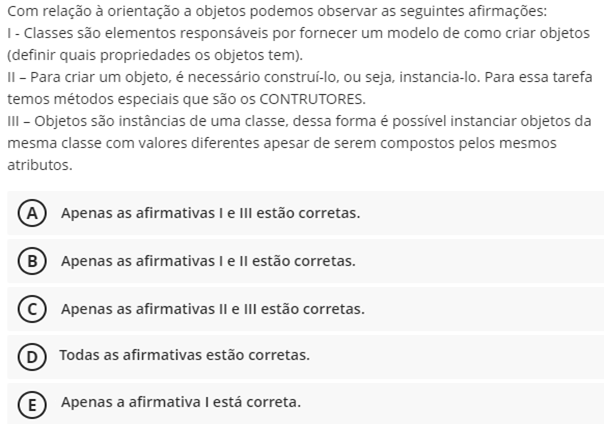 Com relação à orientação a objetos podemos observar as seguintes afirmações:
I - Classes são elementos responsáveis por fornecer um modelo de como criar objetos
(definir quais propriedades os objetos tem).
II – Para criar um objeto, é necessário construí-lo, ou seja, instancia-lo. Para essa tarefa
temos métodos especiais que são os CONTRUTORES.
III – Objetos são instâncias de uma classe, dessa forma é possível instanciar objetos da
mesma classe com valores diferentes apesar de serem compostos pelos mesmos
atributos.
A Apenas as afirmativas I e III estão corretas.
B Apenas as afirmativas I e II estão corretas.
C Apenas as afirmativas II e III estão corretas.
D Todas as afirmativas estão corretas.
E Apenas a afirmativa I está correta.